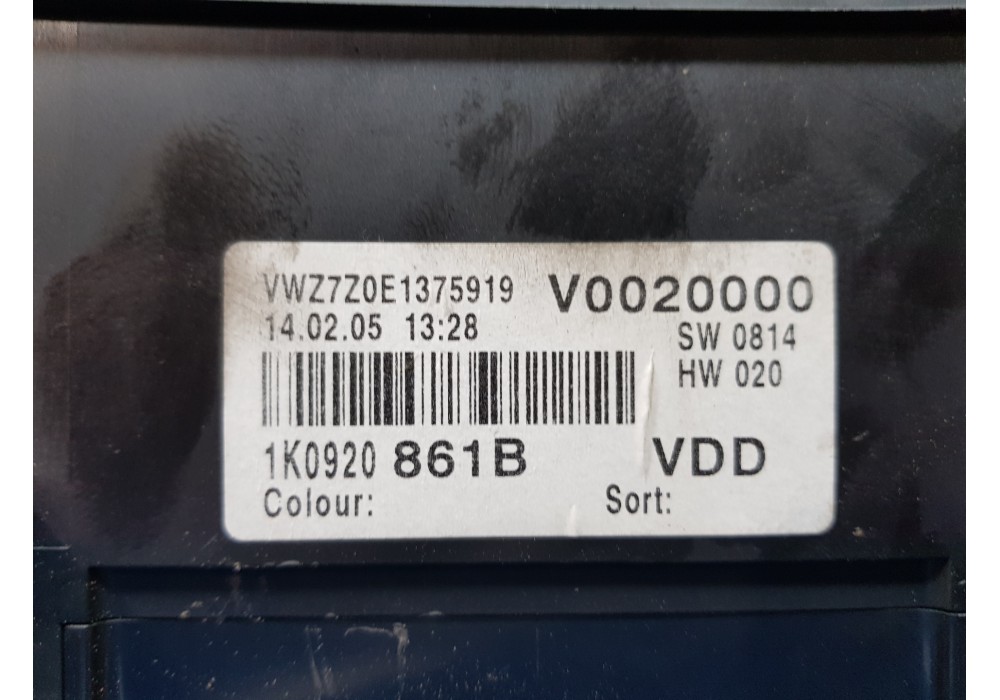 VWZ7Z0E1375919 V0020000
14.02.05 13:28 SW 0814
HW 020
1K0920 861B VDD
Colour: Sort: